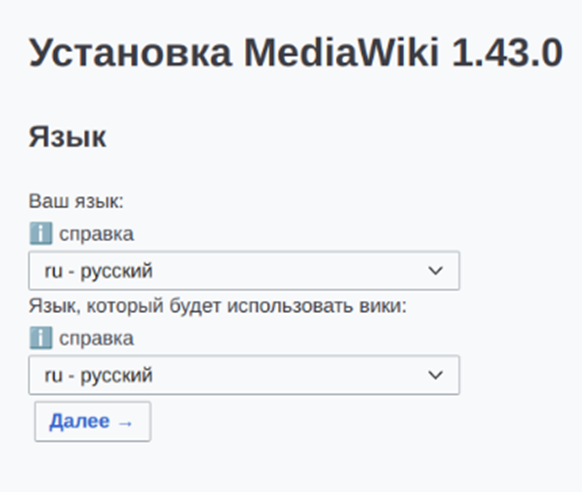 Установка MediaWiki 1.43.0
Язык
Ваш язык:
ℹ️ справка
ru - русский
Язык, который будет использовать вики:
ℹ️ справка
ru - русский
Далее →